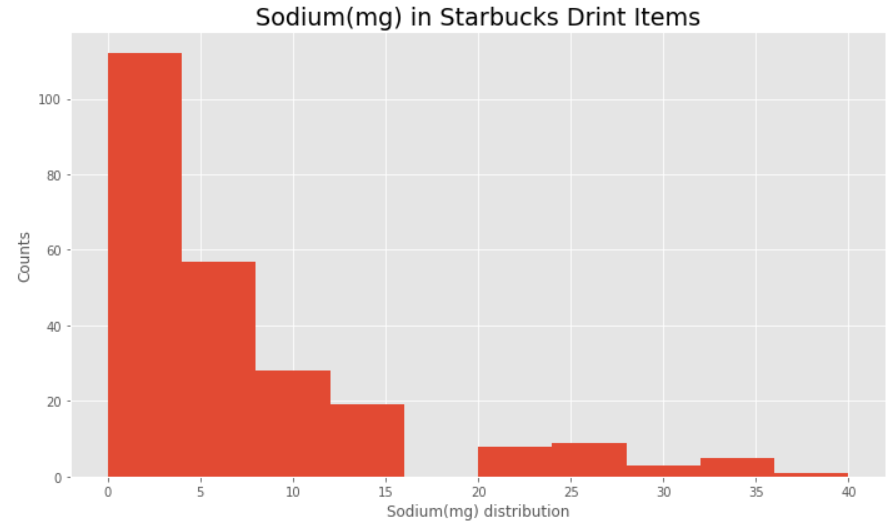 Sodium(mg) in Starbucks Drint Items
100
80
60
40
20
0
Counts
0 5 10 15 20 25 30 35 40
Sodium(mg) distribution